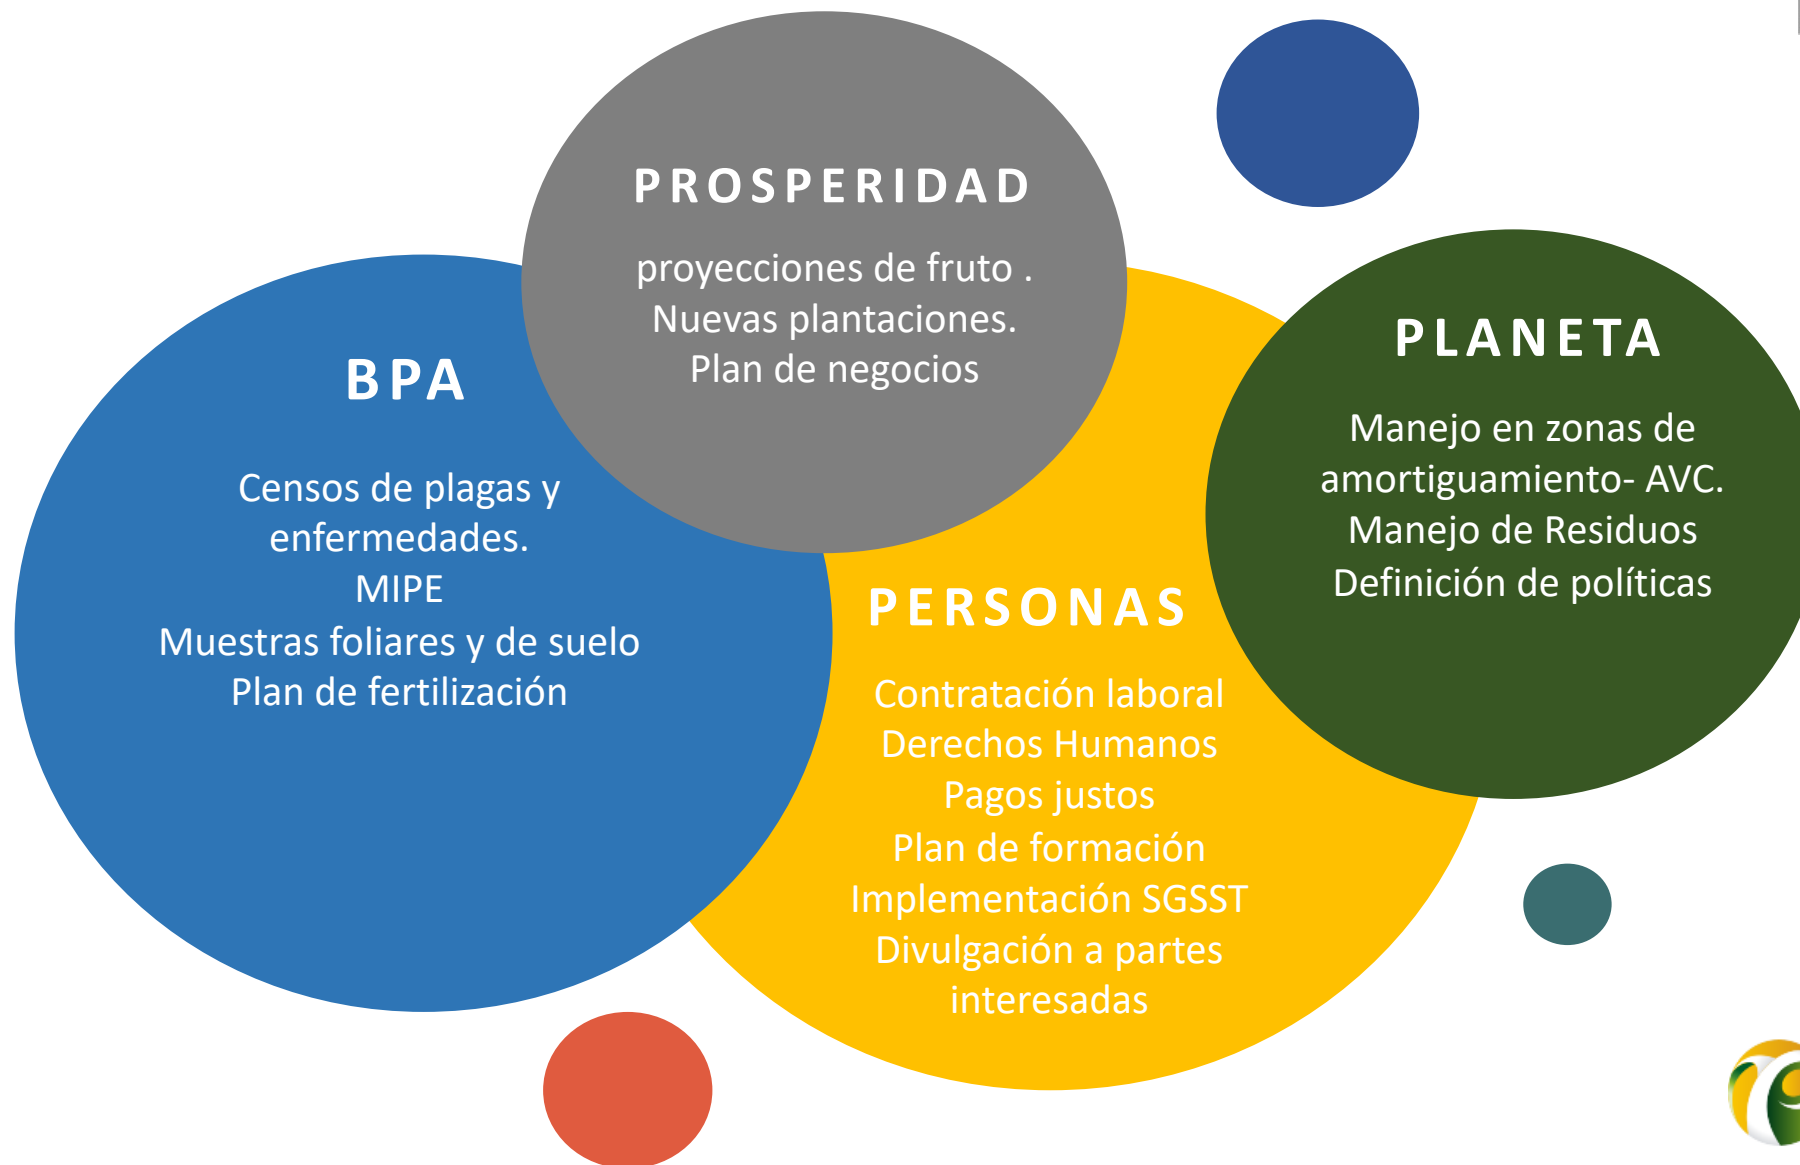 PROSPERIDAD
proyecciones de fruto .
Nuevas plantaciones.
Plan de negocios
BPA
Censos de plagas y
enfermedades.
MIPE
Muestras foliares y de suelo
Plan de fertilización
PERSONAS
Contratación laboral
Derechos Humanos
Pagos justos
Plan de formación
Implementación SGSST
Divulgación a partes
interesadas
PLANETA
Manejo en zonas de
amortiguamiento- AVC.
Manejo de Residuos
Definición de políticas